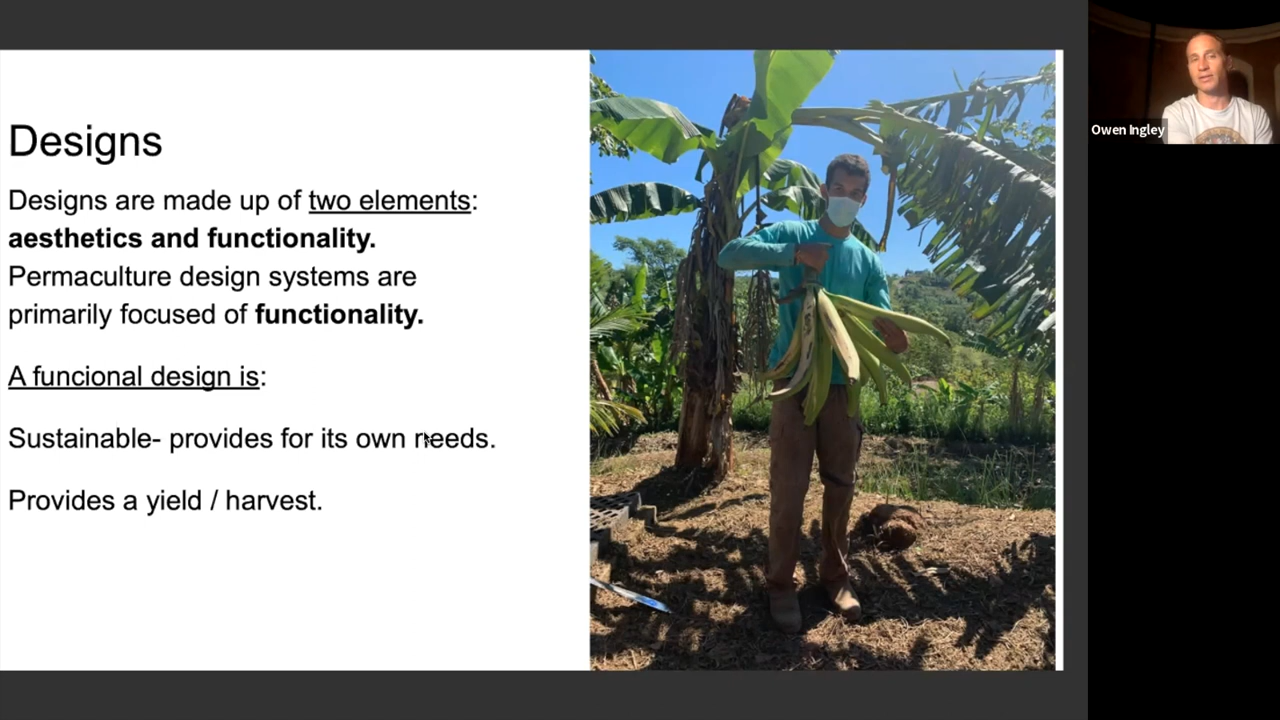 Designs
Designs are made up of two elements:
aesthetics and functionality.
Permaculture design systems are
primarily focused of functionality.
A funcional design is:
Sustainable- provides for its own needs.
Provides a yield / harvest.
Owen Ingley